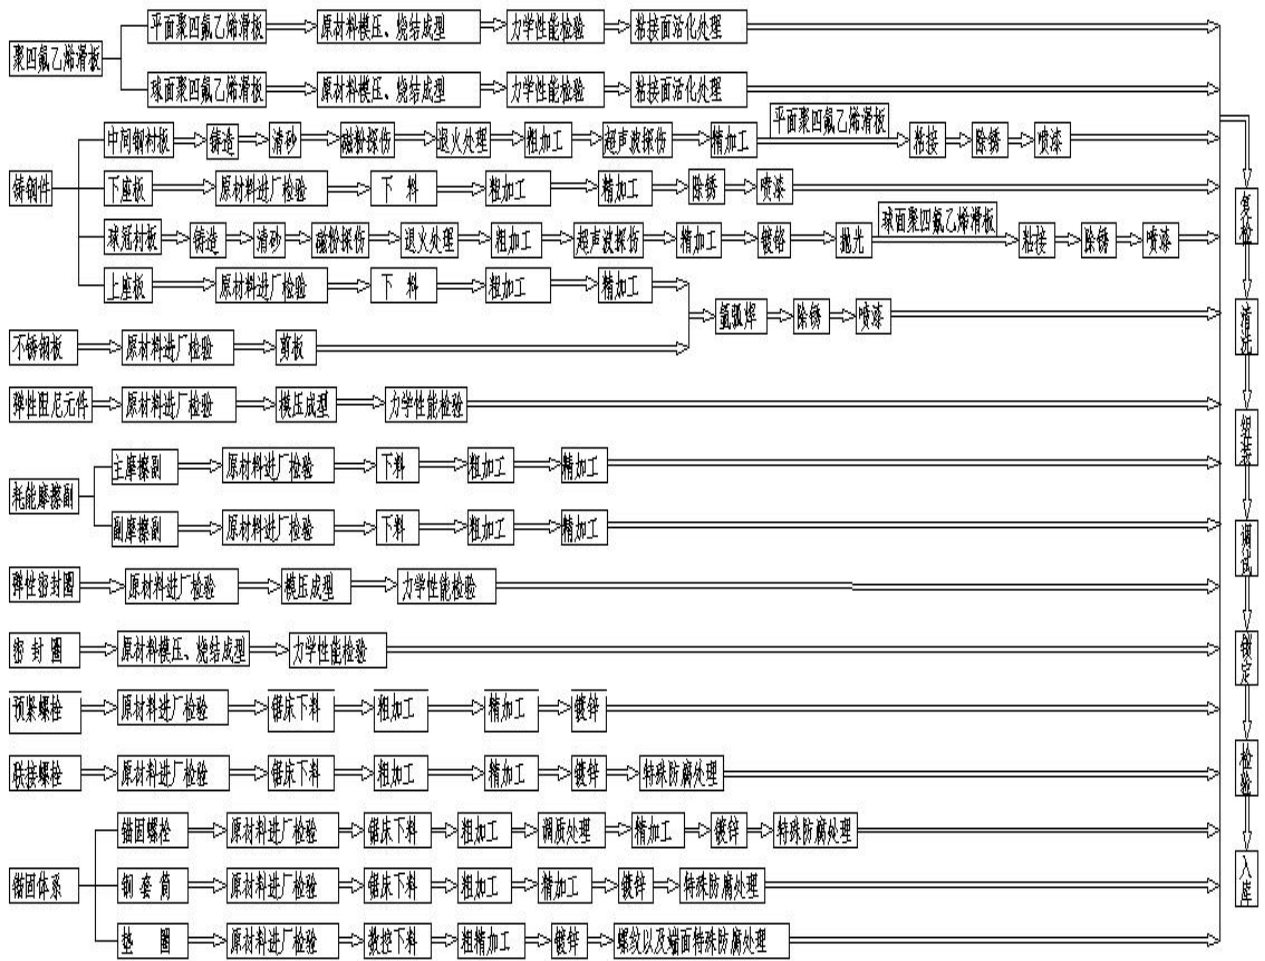 聚四氟乙烯滑板
平面聚四氟乙烯滑板 原材料模压、烧结成型 力学性能检验 粘接面活化处理
球面聚四氟乙烯滑板 原材料模压、烧结成型 力学性能检验 粘接面活化处理
铸钢件
中间钢衬板 铸造 清砂 磁粉探伤 退火处理 粗加工 超声波探伤 精加工 平面聚四氟乙烯滑板 粘接 除锈 喷漆
下座板 原材料进厂检验 下 料 粗加工 精加工 除锈 喷漆
球冠衬板 铸造 清砂 磁粉探伤 退火处理 粗加工 超声波探伤 精加工 镀铬 抛光 球面聚四氟乙烯滑板 粘接 除锈 喷漆
上座板 原材料进厂检验 下 料 粗加工 精加工
氩弧焊 除锈 喷漆
不锈钢板 原材料进厂检验 剪板
弹性阻尼元件 原材料进厂检验 模压成型 力学性能检验
耗能摩擦副
主摩擦副 原材料进厂检验 下料 粗加工 精加工
副摩擦副 原材料进厂检验 下料 粗加工 精加工
弹性密封圈 原材料进厂检验 模压成型 力学性能检验
密 封 圈 原材料模压、烧结成型 力学性能检验
预紧螺栓 原材料进厂检验 锯床下料 粗加工 精加工 镀锌
联接螺栓 原材料进厂检验 锯床下料 粗加工 精加工 镀锌 特殊防腐处理
锚固体系
锚固螺栓 原材料进厂检验 锯床下料 粗加工 调质处理 精加工 镀锌 特殊防腐处理
钢 套 筒 原材料进厂检验 锯床下料 粗加工 精加工 镀锌 特殊防腐处理
垫 圈 原材料进厂检验 数控下料 粗精加工 镀锌 螺纹以及端面特殊防腐处理
复检
清洗
组装
调试
锁定
检验
入库